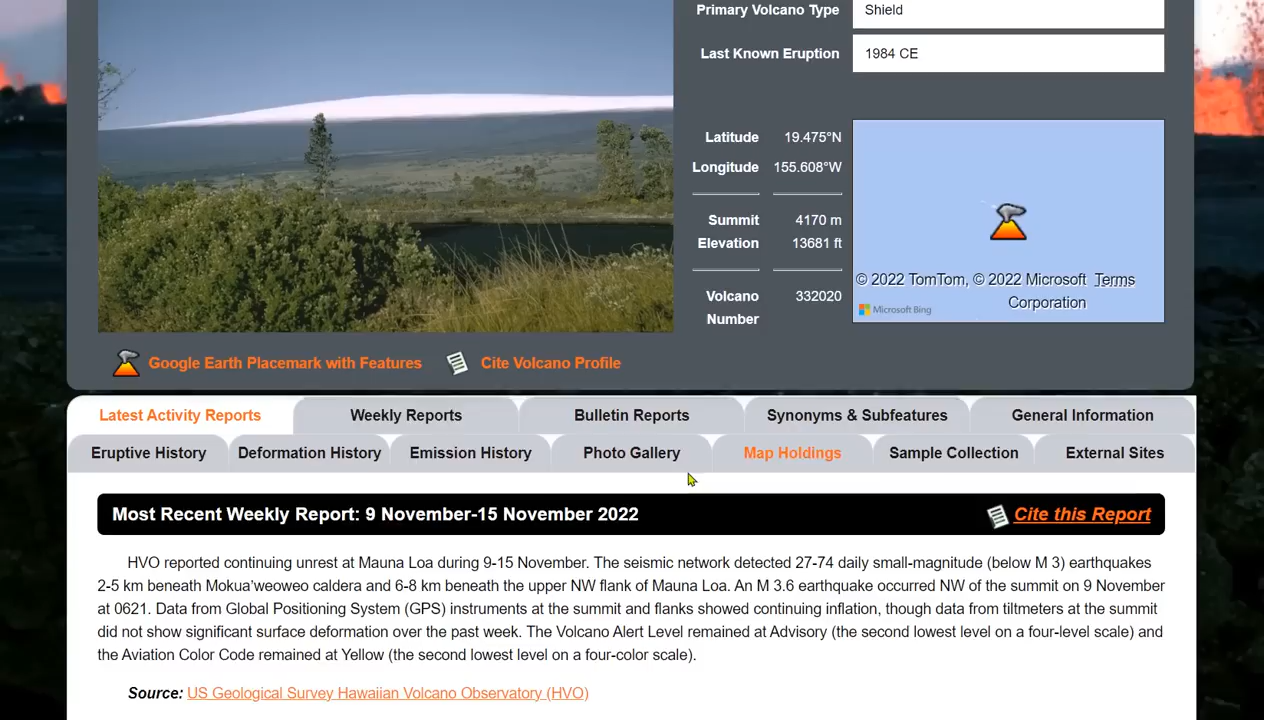 Primary Volcano Type
Shield
Last Known Eruption
1984 CE
Latitude
19.475°N
Longitude
155.608°W
Summit
Elevation
4170 m
13681 ft
Volcano
Number
332020
© 2022 TomTom, © 2022 Microsoft Terms
Corporation
Microsoft Bing
Google Earth Placemark with Features
Cite Volcano Profile
Latest Activity Reports
Weekly Reports
Bulletin Reports
Synonyms & Subfeatures
General Information
Eruptive History
Deformation History
Emission History
Photo Gallery
Map Holdings
Sample Collection
External Sites
Most Recent Weekly Report: 9 November-15 November 2022
Cite this Report
HVO reported continuing unrest at Mauna Loa during 9-15 November. The seismic network detected 27-74 daily small-magnitude (below M 3) earthquakes
2-5 km beneath Mokua'weoweo caldera and 6-8 km beneath the upper NW flank of Mauna Loa. An M 3.6 earthquake occurred NW of the summit on 9 November
at 0621. Data from Global Positioning System (GPS) instruments at the summit and flanks showed continuing inflation, though data from tiltmeters at the summit
did not show significant surface deformation over the past week. The Volcano Alert Level remained at Advisory (the second lowest level on a four-level scale) and
the Aviation Color Code remained at Yellow (the second lowest level on a four-color scale).
Source: US Geological Survey Hawaiian Volcano Observatory (HVO)